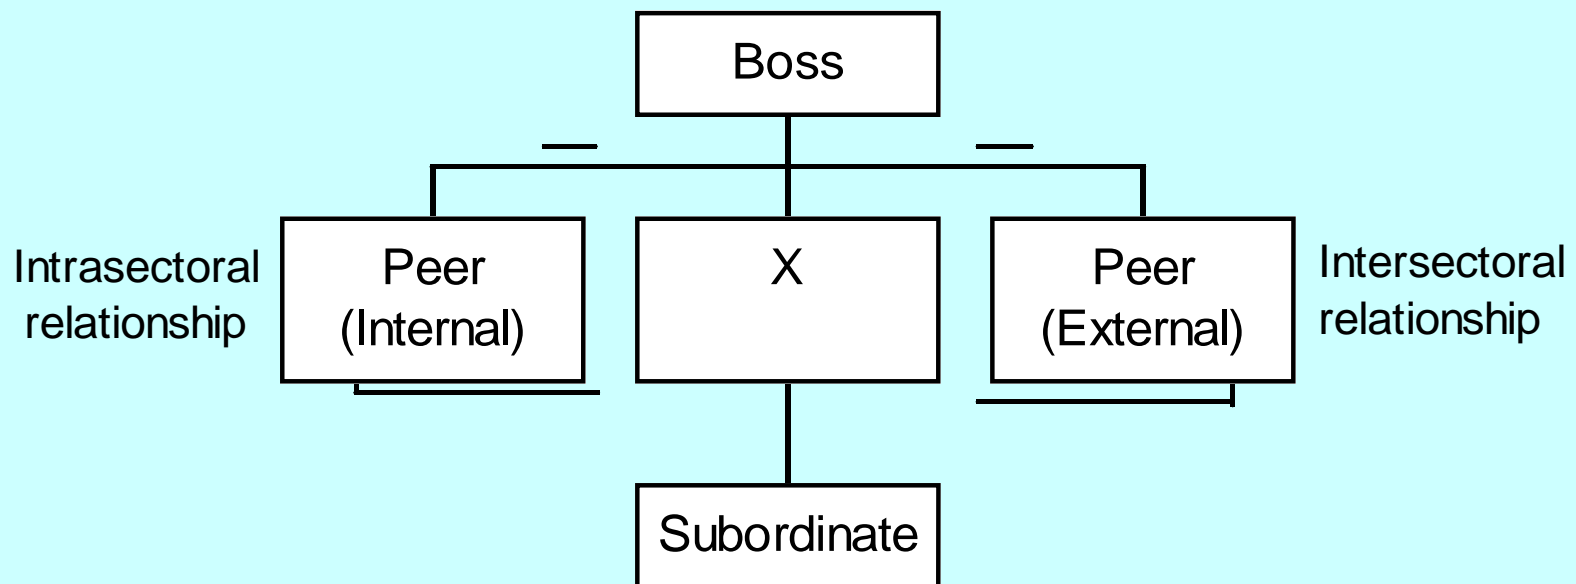 Boss
Intrasectoral
relationship
Peer
(Internal)
X
Peer
(External)
Intersectoral
relationship
Subordinate